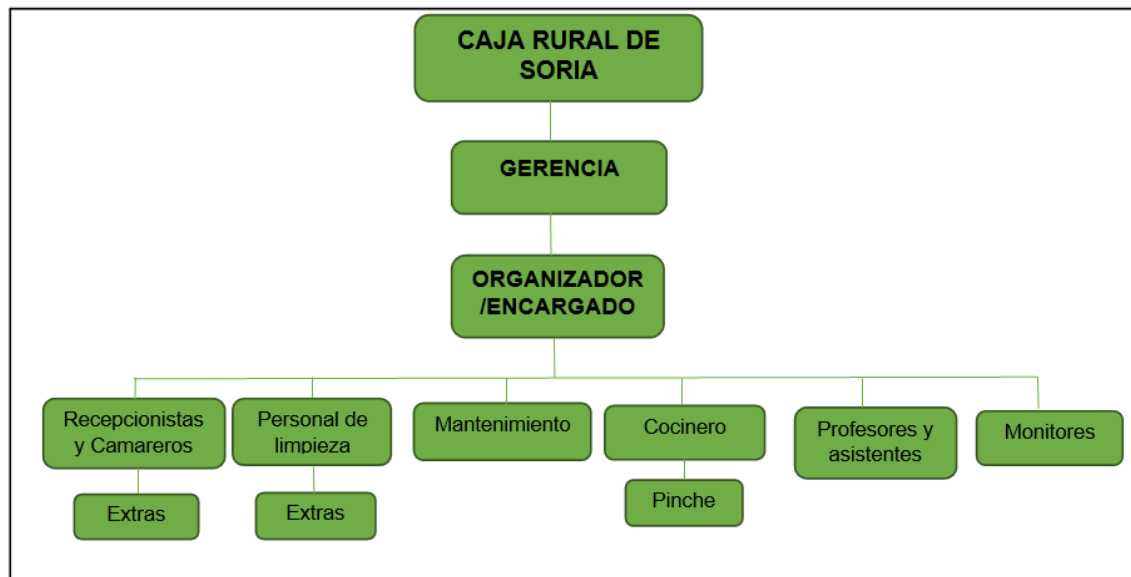 CAJA RURAL DE
SORIA
GERENCIA
ORGANIZADOR
/ENCARGADO
Recepcionistas
y Camareros
Personal de
limpieza
Mantenimiento
Cocinero
Profesores y
asistentes
Monitores
Extras
Extras
Pinche